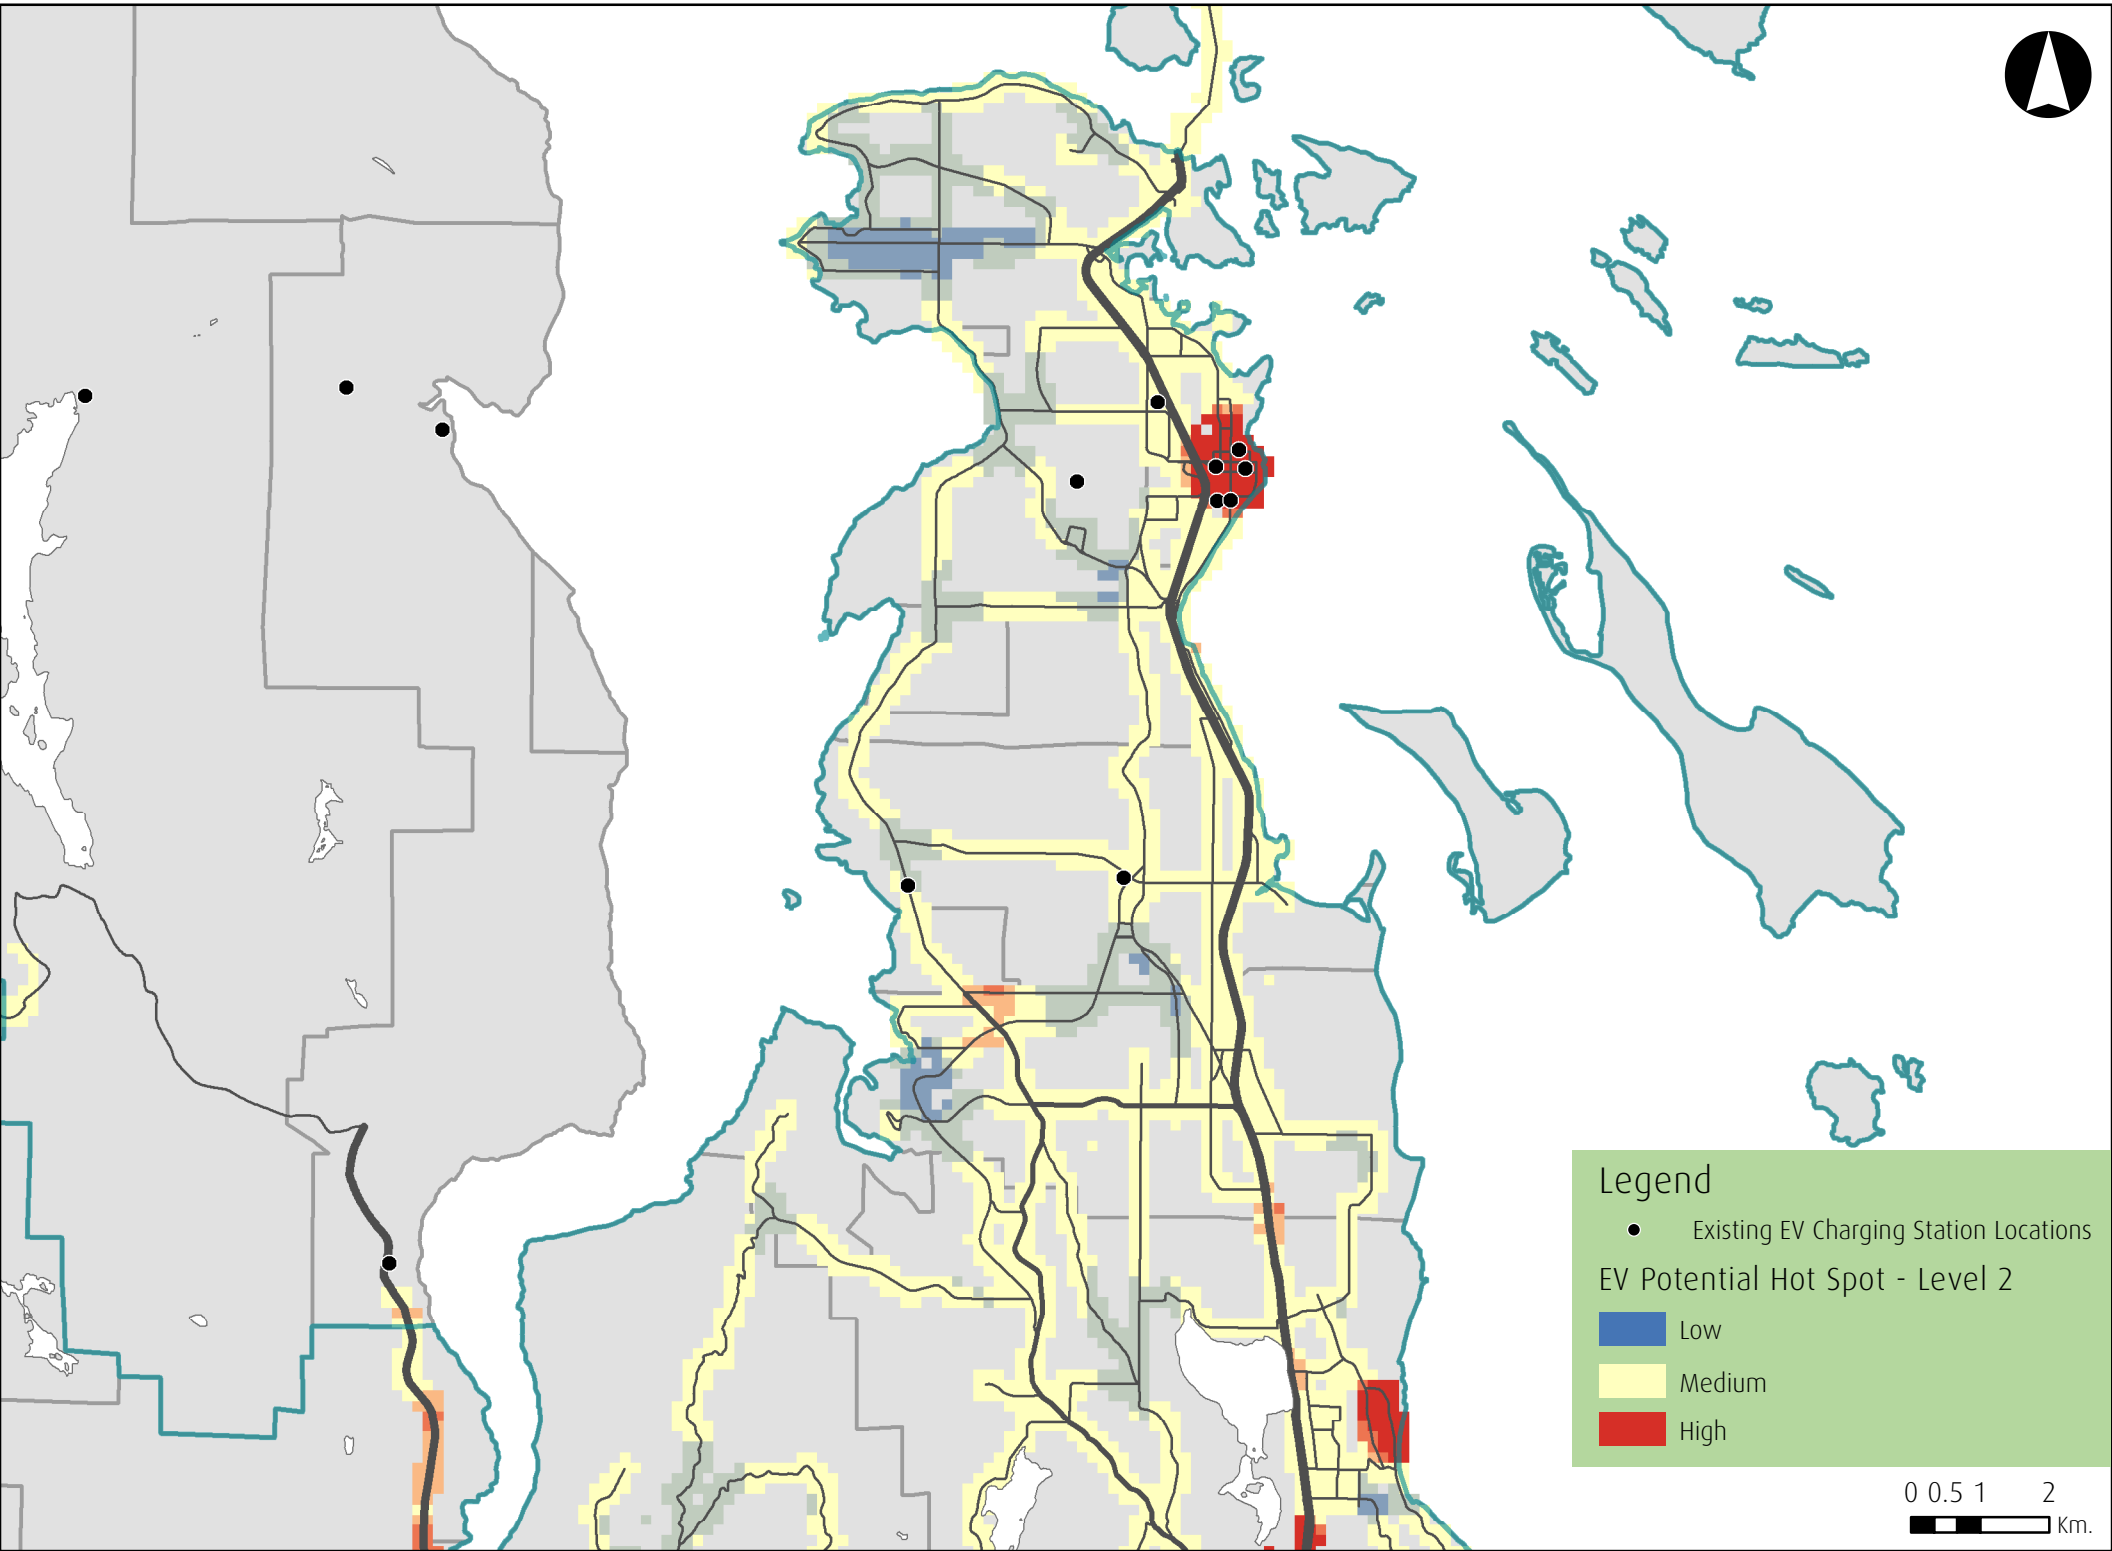 Legend
Existing EV Charging Station Locations
EV Potential Hot Spot - Level 2
Low
Medium
High
0 0.5 1 2
Km.